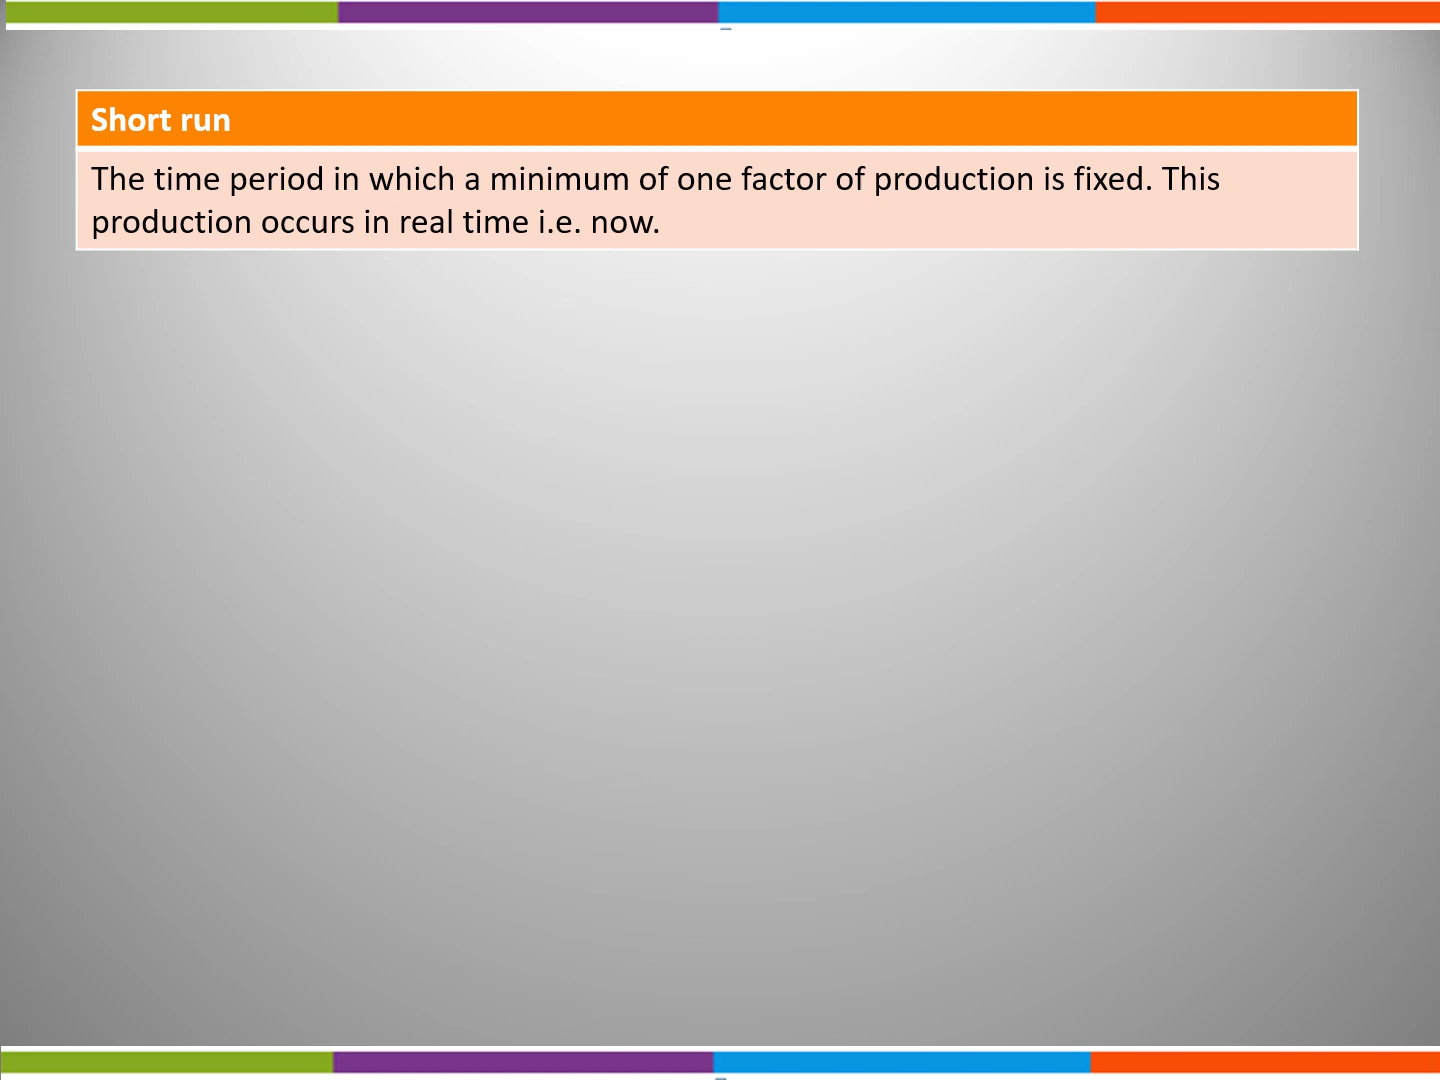 Short run
The time period in which a minimum of one factor of production is fixed. This
production occurs in real time i.e. now.